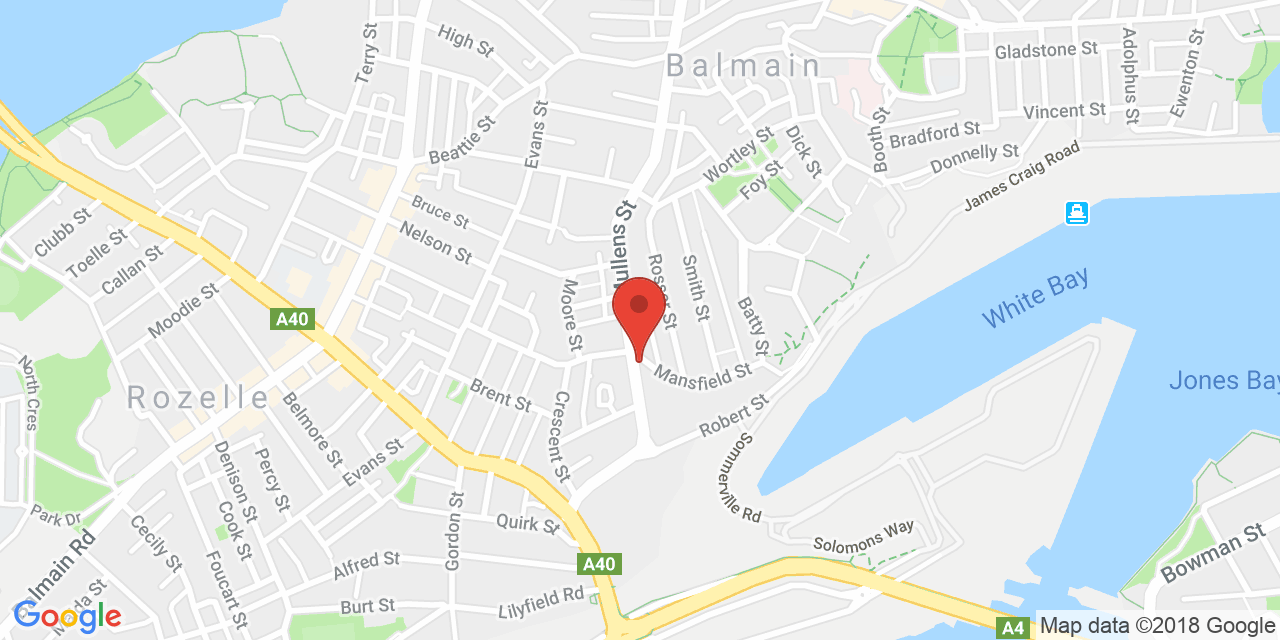 High St
Terry St
Balmain
Gladstone St
Adolphus St
Ewenton St
Vincent St
Booth St
Bradford St
Donnelly St
James Craig Road
Beattie St
Evans St
Wortley St
Dick St
Foy St
Bruce St
Nelson St
Mullens St
Clubb St
Toelle St
Callan St
Moodie St
Rosser St
Smith St
Batty St
Moore St
White Bay
A40
Mansfield St
Jones Bay
North Cres
Rozelle
Brent St
Crescent St
Belmore St
Robert St
Evans St
Denison St
Percy St
Sommerville Rd
Park Dr
Cook St
Gordon St
Quirk St
Solomons Way
Cecily St
Foucart St
Alfred St
A40
Bowman St
Balmain Rd
Burt St
Lilyfield Rd
A4
Google
Map data ©2018 Google